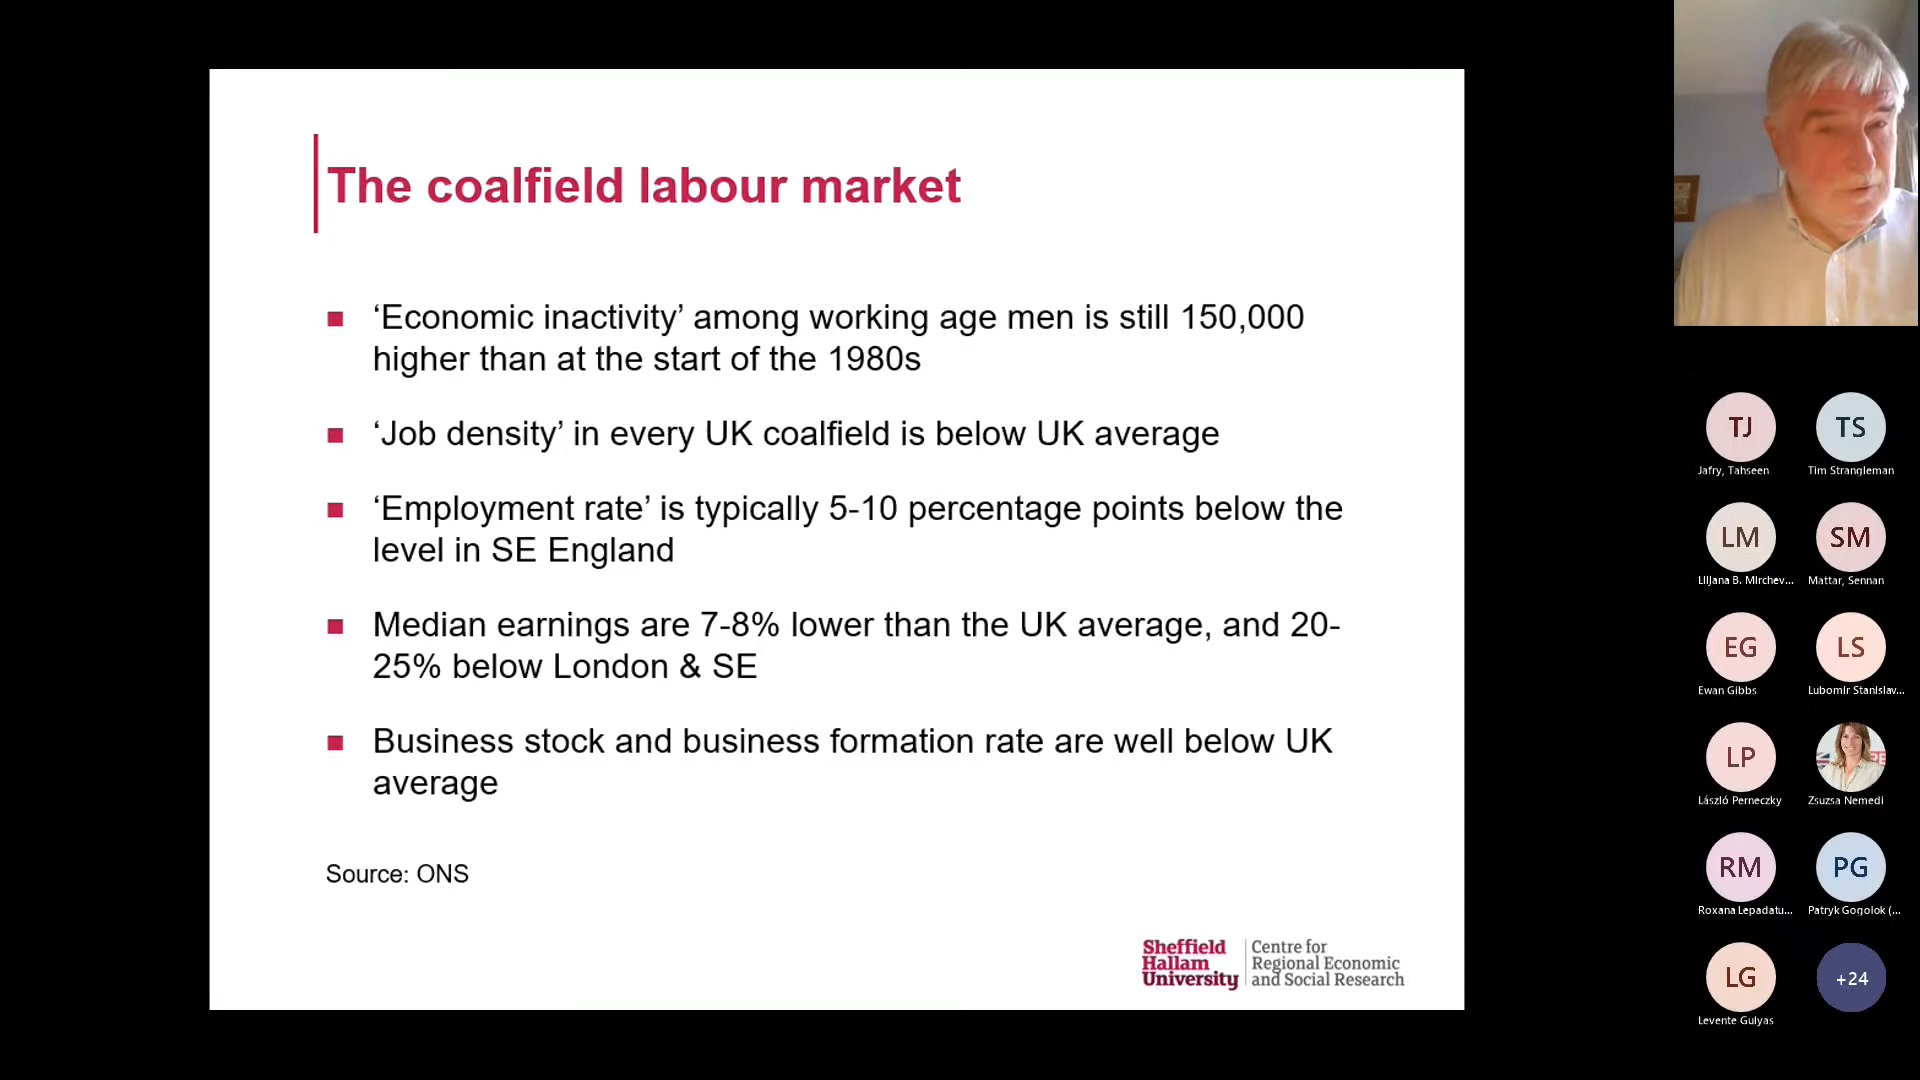 The coalfield labour market
‘Economic inactivity’ among working age men is still 150,000
higher than at the start of the 1980s
‘Job density’ in every UK coalfield is below UK average
‘Employment rate’ is typically 5-10 percentage points below the
level in SE England
Median earnings are 7-8% lower than the UK average, and 20-
25% below London & SE
Business stock and business formation rate are well below UK
average
Source: ONS
Sheffield
Hallam
University
Centre for
Regional Economic
and Social Research
TJ
Jafry, Tahseen
TS
Tim Strangleman
LM
Liljana B. Mirchev...
SM
Mattar, Sennan
EG
Ewan Gibbs
LS
Lubomir Stanislav...
LP
László Perneczky
Zsuzsa Nemedi
RM
Roxana Lepadatu...
PG
Patryk Gogolok (...
LG
Levente Gulyas
+24